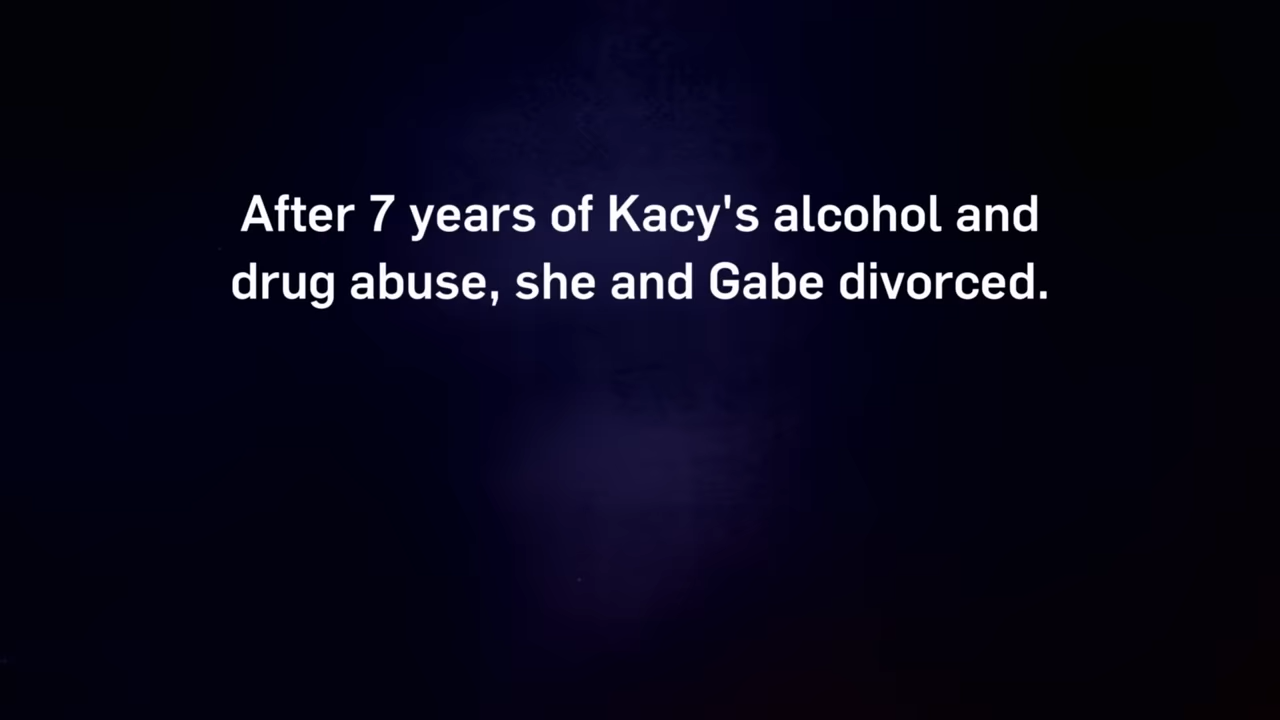 After 7 years of Kacy's alcohol and
drug abuse, she and Gabe divorced.